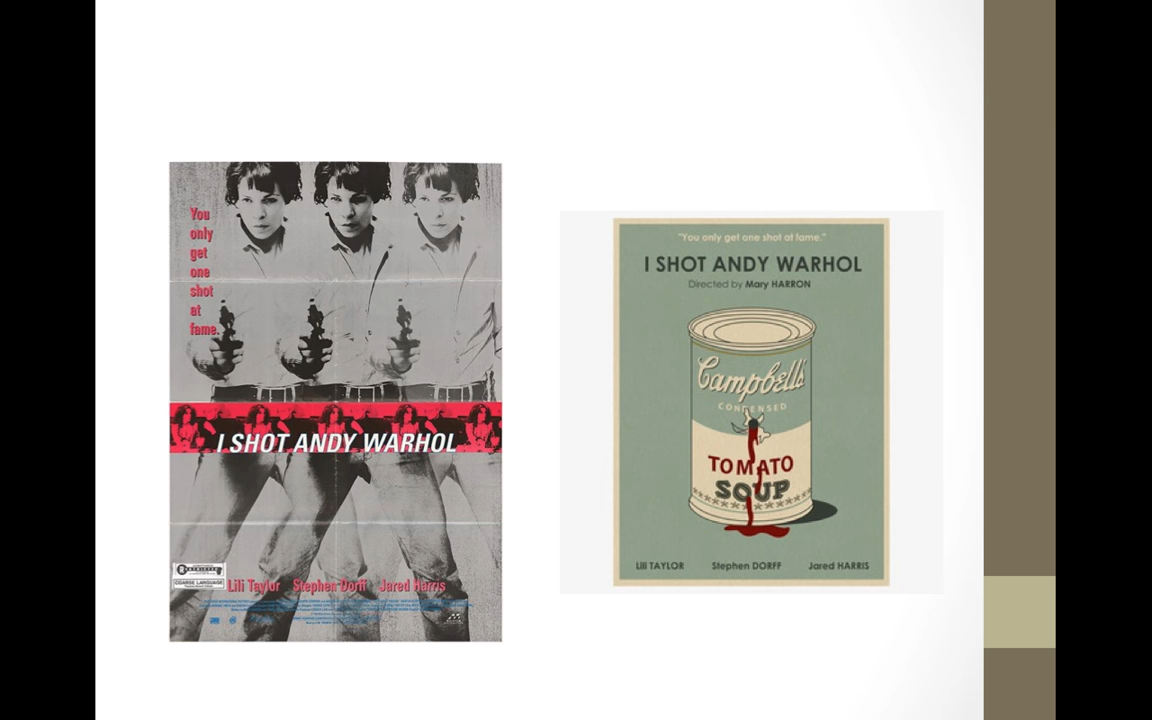 You
only
get
one
shot
at
fame.
I SHOT ANDY WARHOL
COARSE LANGUAGE
Lili Taylor Stephen Dorff Jared Harris
"You only get one shot at fame."
I SHOT ANDY WARHOL
Directed by Mary HARRON
Campbell's
CONDENSED
TOMATO
SOUP
Lili TAYLOR Stephen DORFF Jared HARRIS